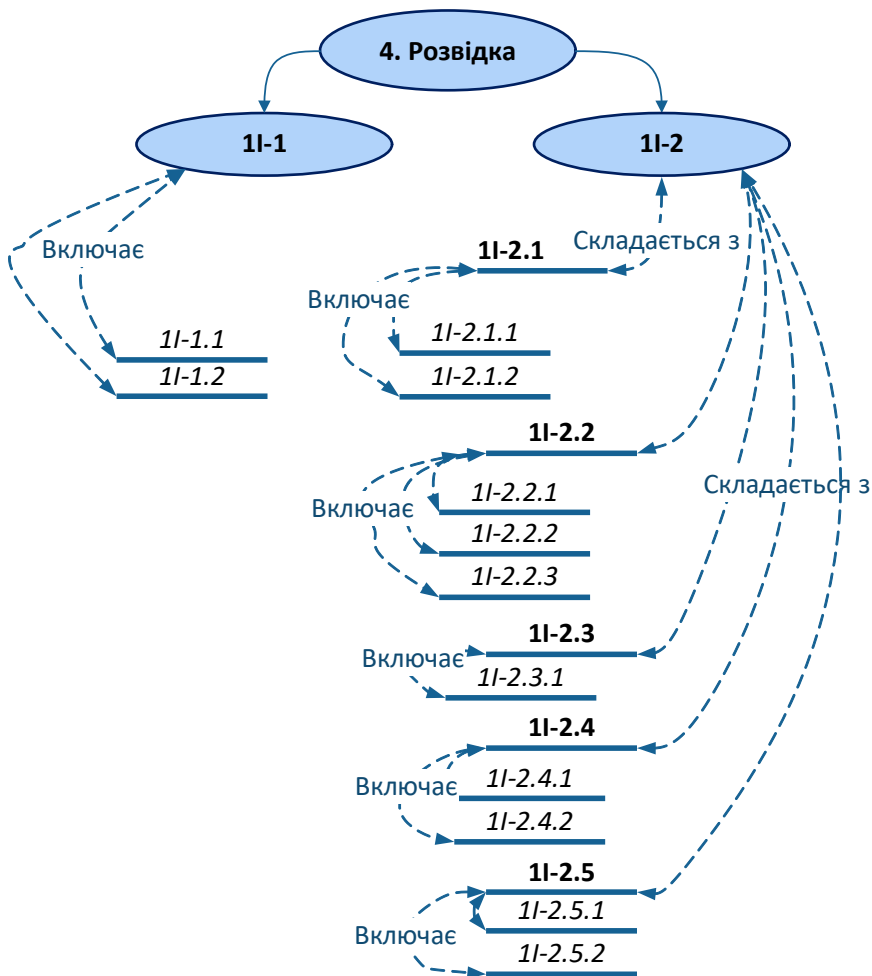 4. Розвідка
1І-1
1І-2
Включає
1І-1.1
1І-1.2
Складається з
1І-2.1
Включає
1І-2.1.1
1І-2.1.2
1І-2.2
Включає
1І-2.2.1
1І-2.2.2
1І-2.2.3
Складається з
1І-2.3
Включає
1І-2.3.1
1І-2.4
Включає
1І-2.4.1
1І-2.4.2
1І-2.5
Включає
1І-2.5.1
1І-2.5.2